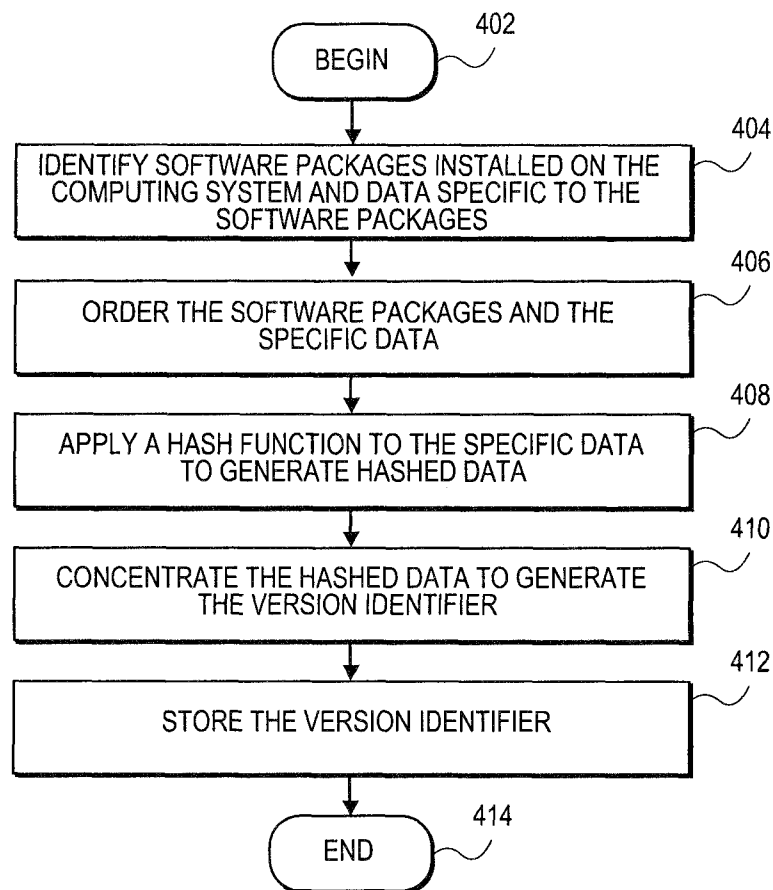 402
BEGIN
404
IDENTIFY SOFTWARE PACKAGES INSTALLED ON THE
COMPUTING SYSTEM AND DATA SPECIFIC TO THE
SOFTWARE PACKAGES
406
ORDER THE SOFTWARE PACKAGES AND THE
SPECIFIC DATA
408
APPLY A HASH FUNCTION TO THE SPECIFIC DATA
TO GENERATE HASHED DATA
410
CONCENTRATE THE HASHED DATA TO GENERATE
THE VERSION IDENTIFIER
412
STORE THE VERSION IDENTIFIER
414
END